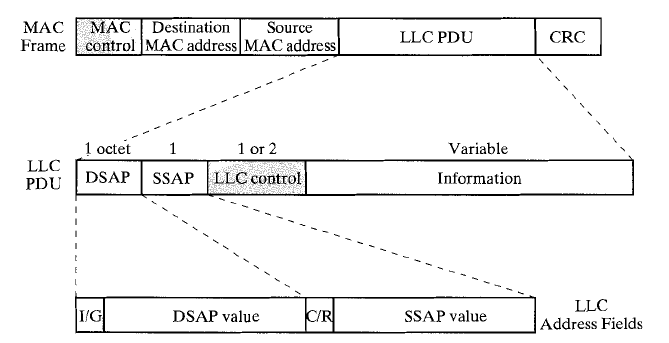 MAC Frame
MAC control
Destination MAC address
Source MAC address
LLC PDU
CRC
1 octet
1
1 or 2
Variable
LLC PDU
DSAP
SSAP
LLC control
Information
I/G
DSAP value
C/R
SSAP value
LLC Address Fields